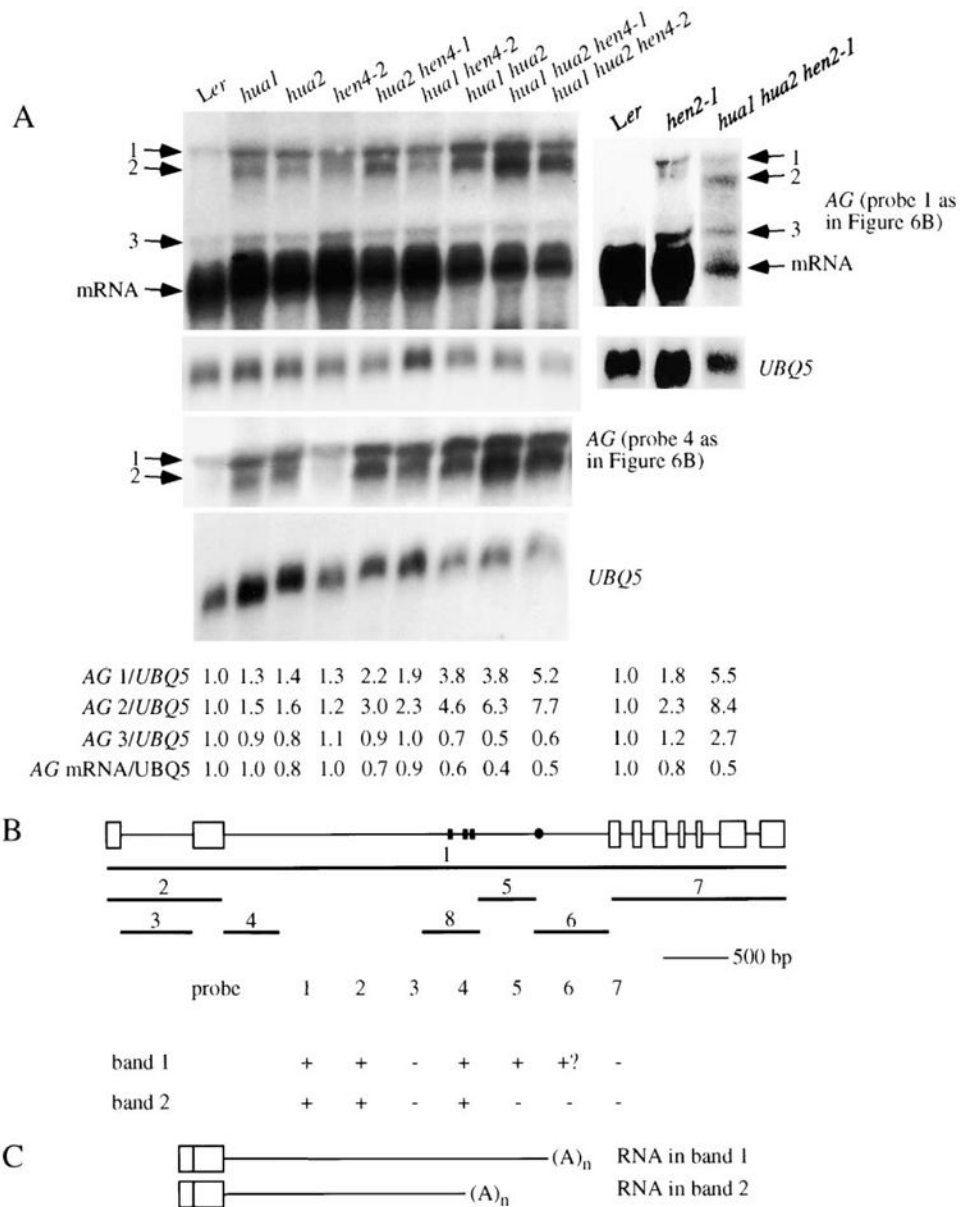 A
Ler hua1 hua2 hen4-2 hua2 hen4-1 hua1 hen4-2 hua1 hua2 hua1 hua2 hen4-1 hua1 hua2 hen4-2
Ler hen2-1 hua1 hua2 hen2-1
1
2
3
mRNA
1
2
3
mRNA
AG (probe 1 as
in Figure 6B)
UBQ5
1
2
AG (probe 4 as
in Figure 6B)
UBQ5
AG 1/UBQ5 1.0 1.3 1.4 1.3 2.2 1.9 3.8 3.8 5.2 1.0 1.8 5.5
AG 2/UBQ5 1.0 1.5 1.6 1.2 3.0 2.3 4.6 6.3 7.7 1.0 2.3 8.4
AG 3/UBQ5 1.0 0.9 0.8 1.1 0.9 1.0 0.7 0.5 0.6 1.0 1.2 2.7
AG mRNA/UBQ5 1.0 1.0 0.8 1.0 0.7 0.9 0.6 0.4 0.5 1.0 0.8 0.5
B
1
2 5 7
3 4 8 6
500 bp
probe 1 2 3 4 5 6 7
band 1 + + - + + +? -
band 2 + + - + - - -
C
(A)n RNA in band 1
(A)n RNA in band 2